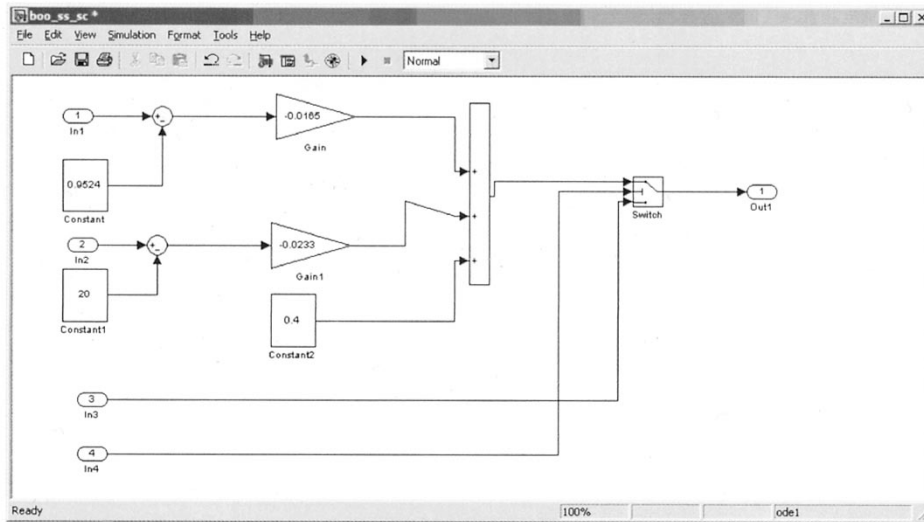 boo_ss_sc *
File Edit View Simulation Format Tools Help
Normal
1
In1
-0.0165
Gain
0.9524
Constant
2
In2
-0.0233
Gain1
20
Constant1
0.4
Constant2
Switch
1
Out1
3
In3
4
In4
Ready 100% ode1